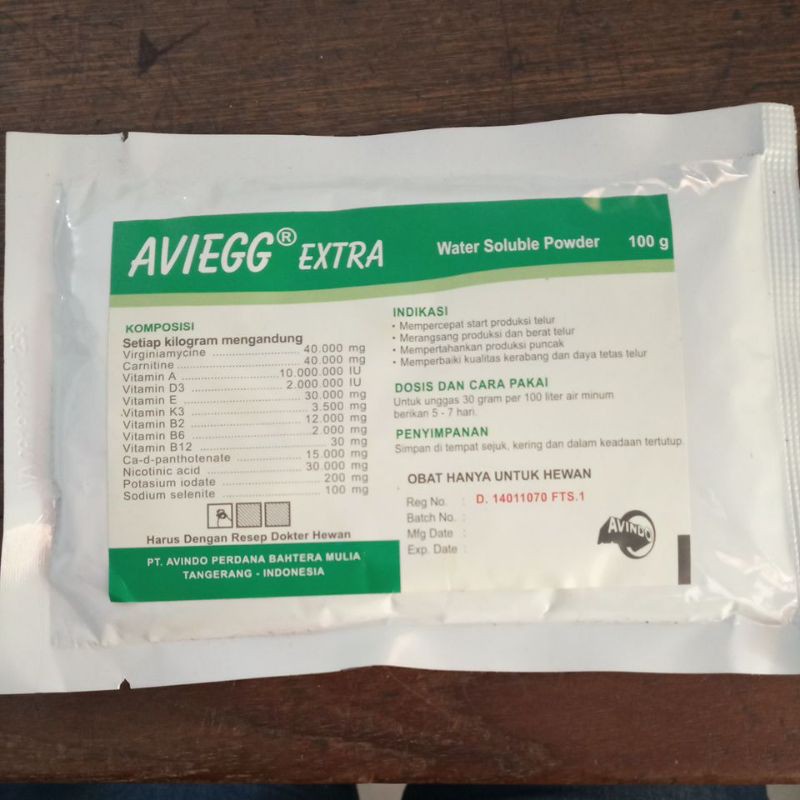 AVIEGG® EXTRA
Water Soluble Powder 100 g
KOMPOSISI
Setiap kilogram mengandung
Virginiamycine ........................ 40.000 mg
Carnitine ................................ 40.000 mg
Vitamin A .......................... 10.000.000 IU
Vitamin D3 ......................... 2.000.000 IU
Vitamin E ............................... 30.000 mg
Vitamin K3 ............................... 3.500 mg
Vitamin B2 ............................. 12.000 mg
Vitamin B6 ............................... 2.000 mg
Vitamin B12 ................................. 30 mg
Ca-d-panthotenate ................. 15.000 mg
Nicotinic acid ......................... 30.000 mg
Potasium iodate .......................... 200 mg
Sodium selenite .......................... 100 mg
Harus Dengan Resep Dokter Hewan
PT. AVINDO PERDANA BAHTERA MULIA
TANGERANG - INDONESIA
INDIKASI
• Mempercepat start produksi telur
• Merangsang produksi dan berat telur
• Mempertahankan produksi puncak
• Memperbaiki kualitas kerabang dan daya tetas telur
DOSIS DAN CARA PAKAI
Untuk unggas 30 gram per 100 liter air minum
berikan 5 - 7 hari.
PENYIMPANAN
Simpan di tempat sejuk, kering dan dalam keadaan tertutup.
OBAT HANYA UNTUK HEWAN
Reg No. : D. 14011070 FTS.1
Batch No. :
Mfg Date :
Exp. Date :
AVINDO